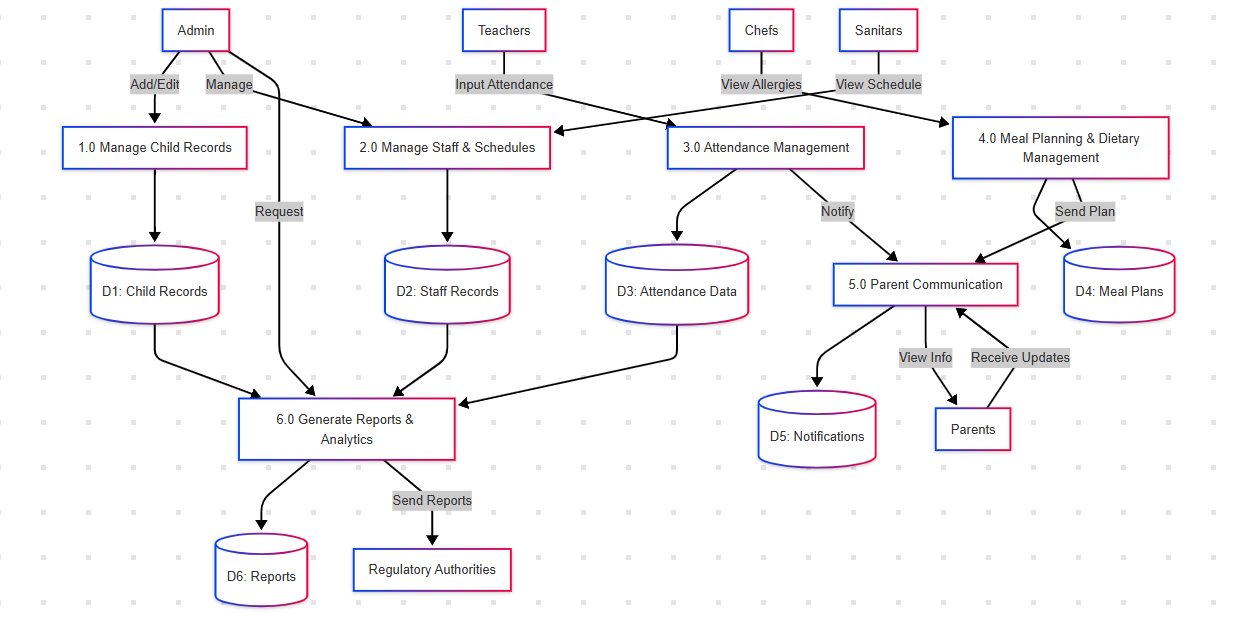 Admin
Teachers
Chefs
Sanitars
Add/Edit
Manage
Input Attendance
View Allergies
View Schedule
1.0 Manage Child Records
2.0 Manage Staff & Schedules
3.0 Attendance Management
4.0 Meal Planning & Dietary
Management
Request
Notify
Send Plan
D1: Child Records
D2: Staff Records
D3: Attendance Data
5.0 Parent Communication
D4: Meal Plans
View Info
Receive Updates
6.0 Generate Reports &
Analytics
D5: Notifications
Parents
Send Reports
D6: Reports
Regulatory Authorities